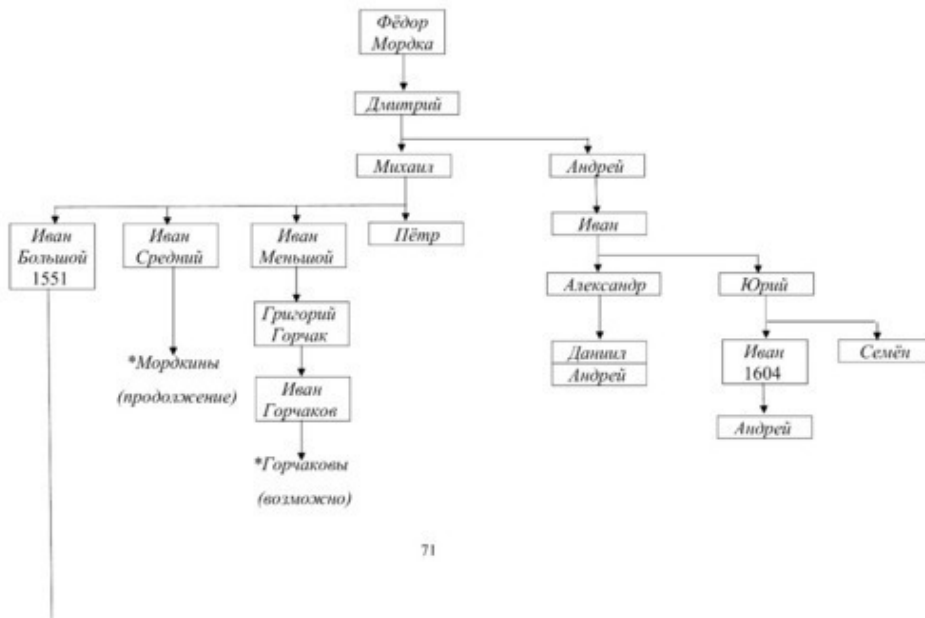 Фёдор
Мордка
Дмитрий
Михаил
Андрей
Иван
Большой
1551
Иван
Средний
Иван
Меньшой
Пётр
Иван
Григорий
Горчак
Александр
Юрий
*Мордкины
(продолжение)
Иван
Горчаков
Даниил
Андрей
Иван
1604
Семён
Андрей
*Горчаковы
(возможно)
71